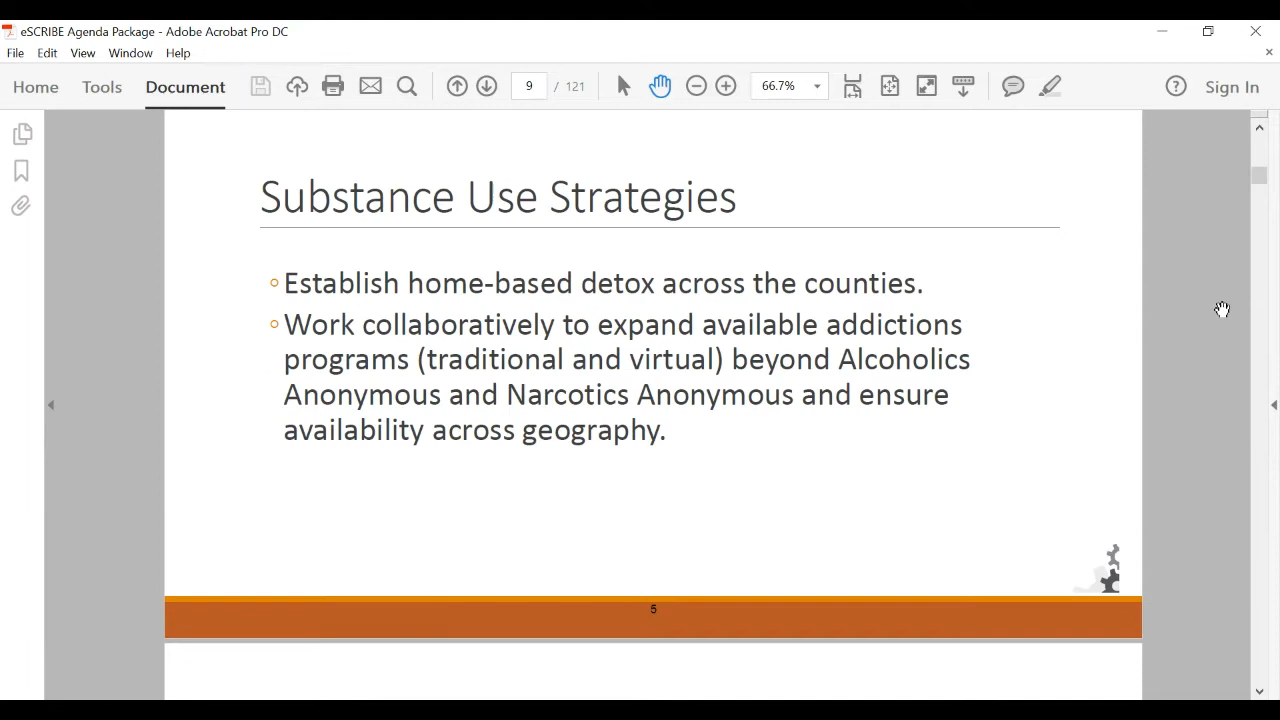 eSCRIBE Agenda Package - Adobe Acrobat Pro DC
File Edit View Window Help
Home Tools Document 9 / 121 66.7% Sign In
Substance Use Strategies
Establish home-based detox across the counties.
Work collaboratively to expand available addictions
programs (traditional and virtual) beyond Alcoholics
Anonymous and Narcotics Anonymous and ensure
availability across geography.
5